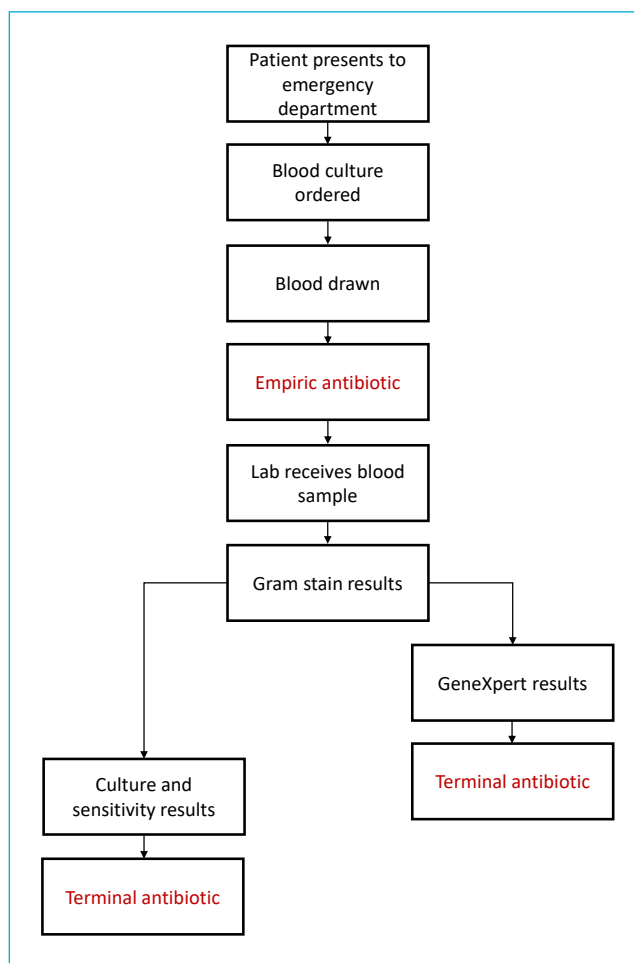 Patient presents to
emergency
department
Blood culture
ordered
Blood drawn
Empiric antibiotic
Lab receives blood
sample
Gram stain results
GeneXpert results
Terminal antibiotic
Culture and
sensitivity results
Terminal antibiotic